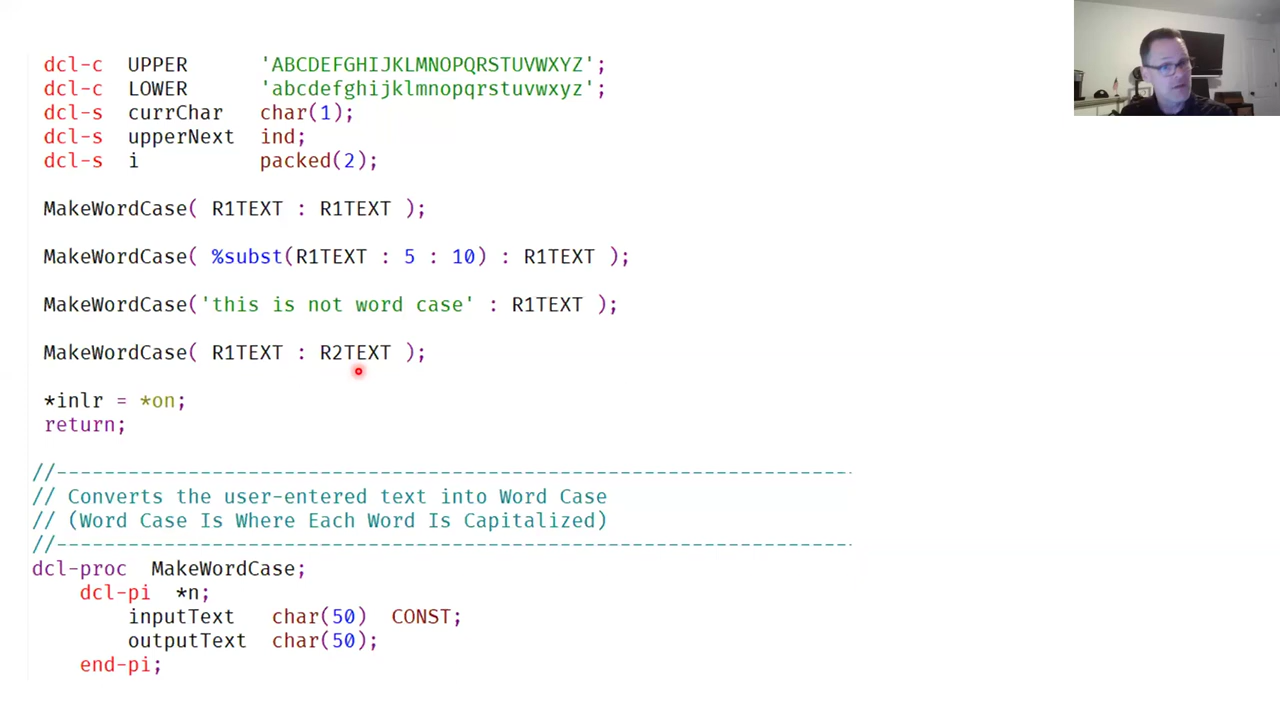 dcl-c UPPER 'ABCDEFGHIJKLMNOPQRSTUVWXYZ';
dcl-c LOWER 'abcdefghijklmnopqrstuvwxyz';
dcl-s currChar char(1);
dcl-s upperNext ind;
dcl-s i packed(2);
MakeWordCase( R1TEXT : R1TEXT );
MakeWordCase( %subst(R1TEXT : 5 : 10) : R1TEXT );
MakeWordCase('this is not word case' : R1TEXT );
MakeWordCase( R1TEXT : R2TEXT );
*inlr = *on;
return;
//-------------------------------------------------------------------
// Converts the user-entered text into Word Case
// (Word Case Is Where Each Word Is Capitalized)
//-------------------------------------------------------------------
dcl-proc MakeWordCase;
dcl-pi *n;
inputText char(50) CONST;
outputText char(50);
end-pi;